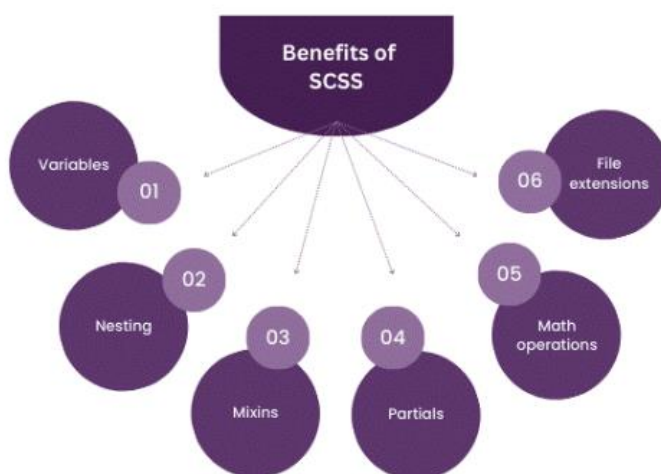 Benefits of
SCSS
Variables
01
02
Nesting
03
Mixins
04
Partials
05
Math
operations
06
File
extensions